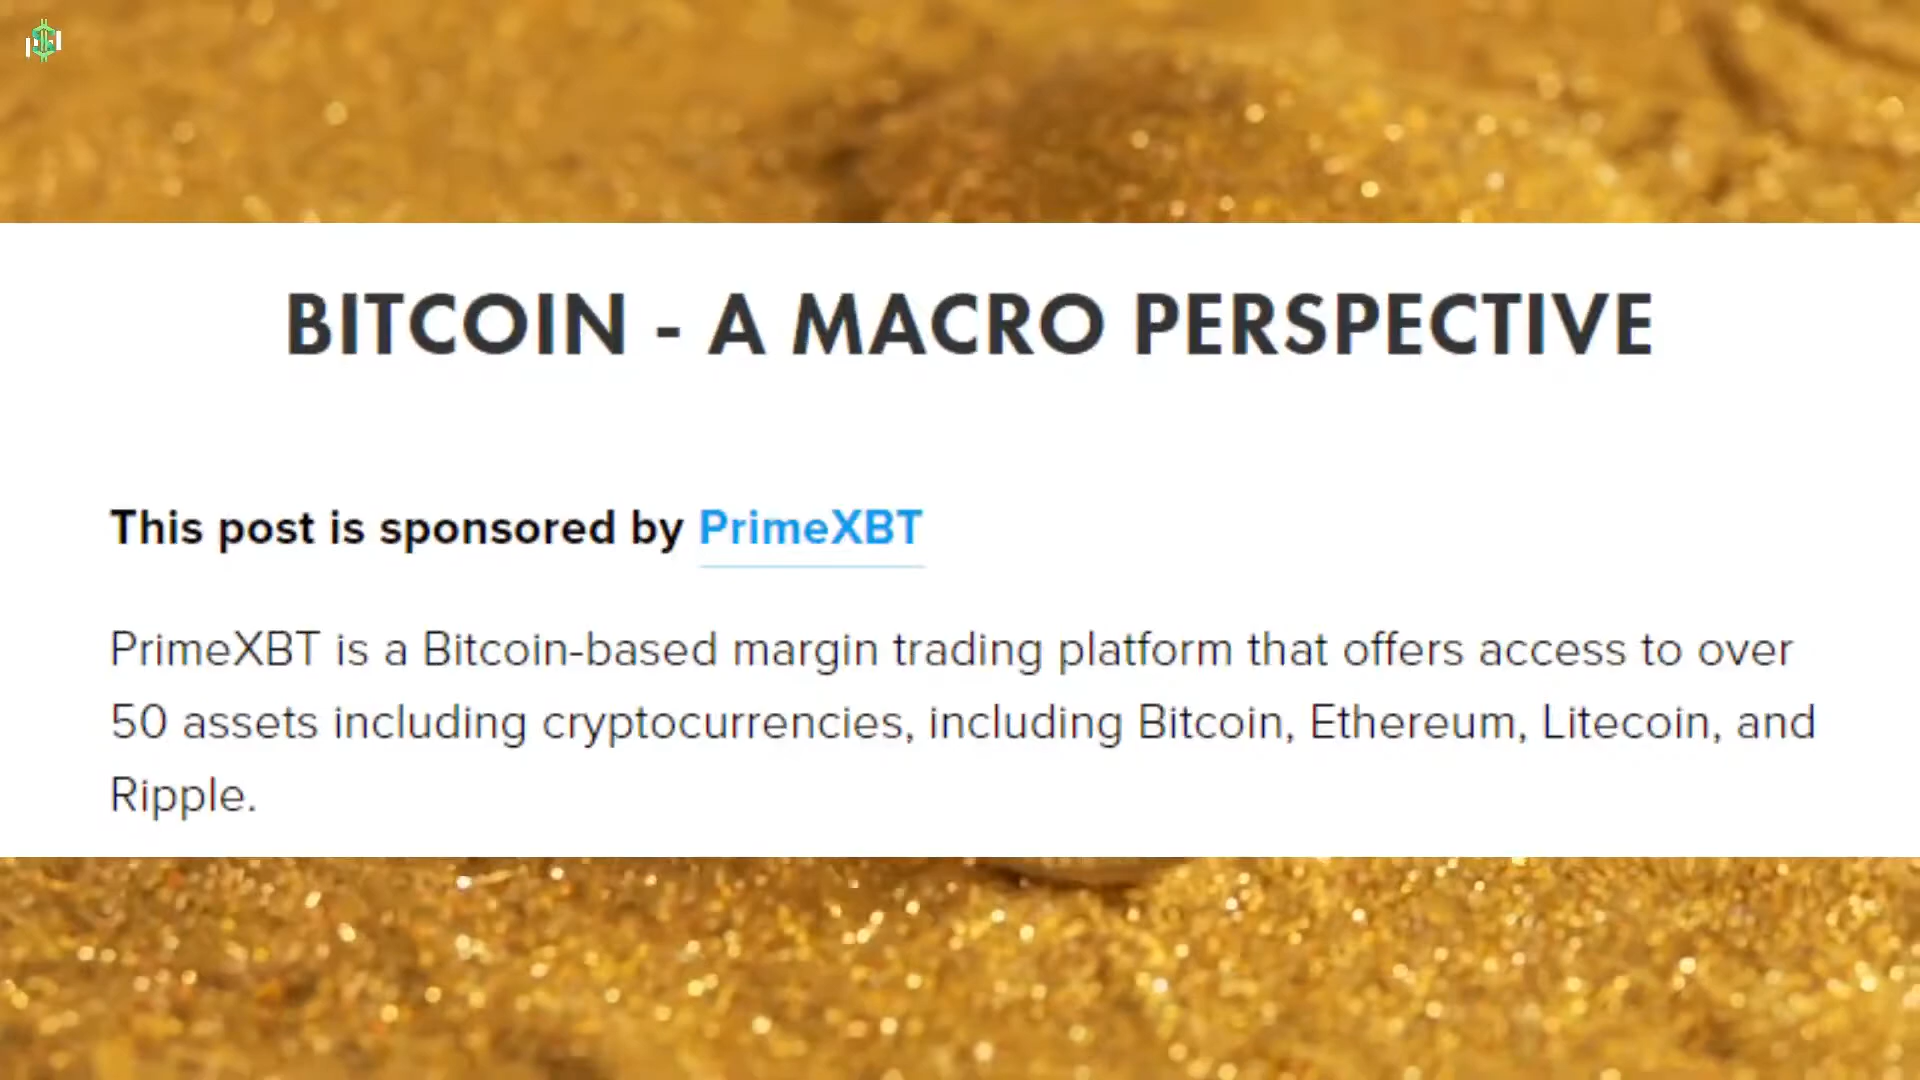 BITCOIN - A MACRO PERSPECTIVE
This post is sponsored by PrimeXBT
PrimeXBT is a Bitcoin-based margin trading platform that offers access to over
50 assets including cryptocurrencies, including Bitcoin, Ethereum, Litecoin, and
Ripple.